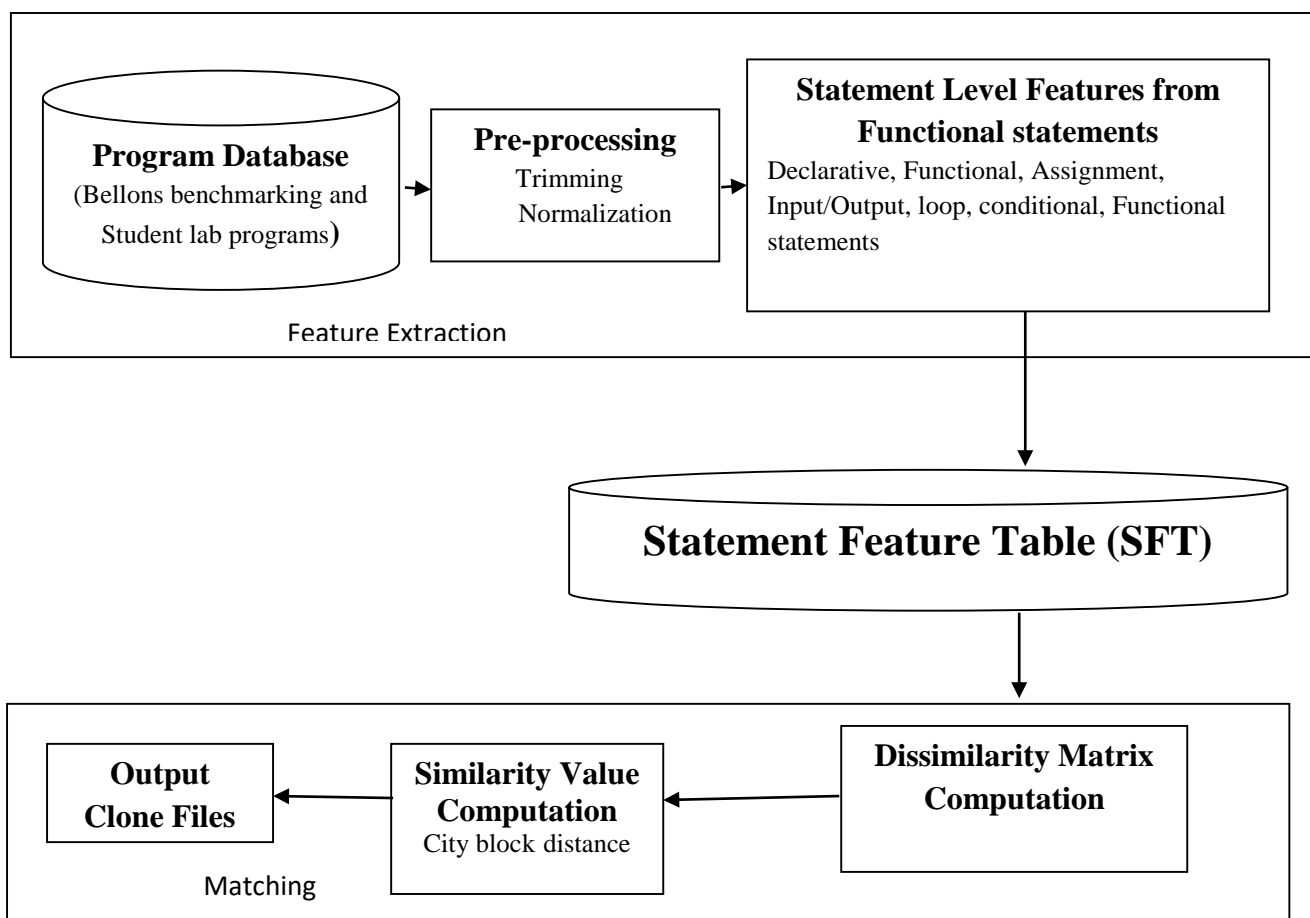 Program Database
(Bellons benchmarking and
Student lab programs)
Pre-processing
Trimming
Normalization
Statement Level Features from
Functional statements
Declarative, Functional, Assignment,
Input/Output, loop, conditional, Functional
statements
Feature Extraction
Statement Feature Table (SFT)
Dissimilarity Matrix
Computation
Similarity Value
Computation
City block distance
Output
Clone Files
Matching